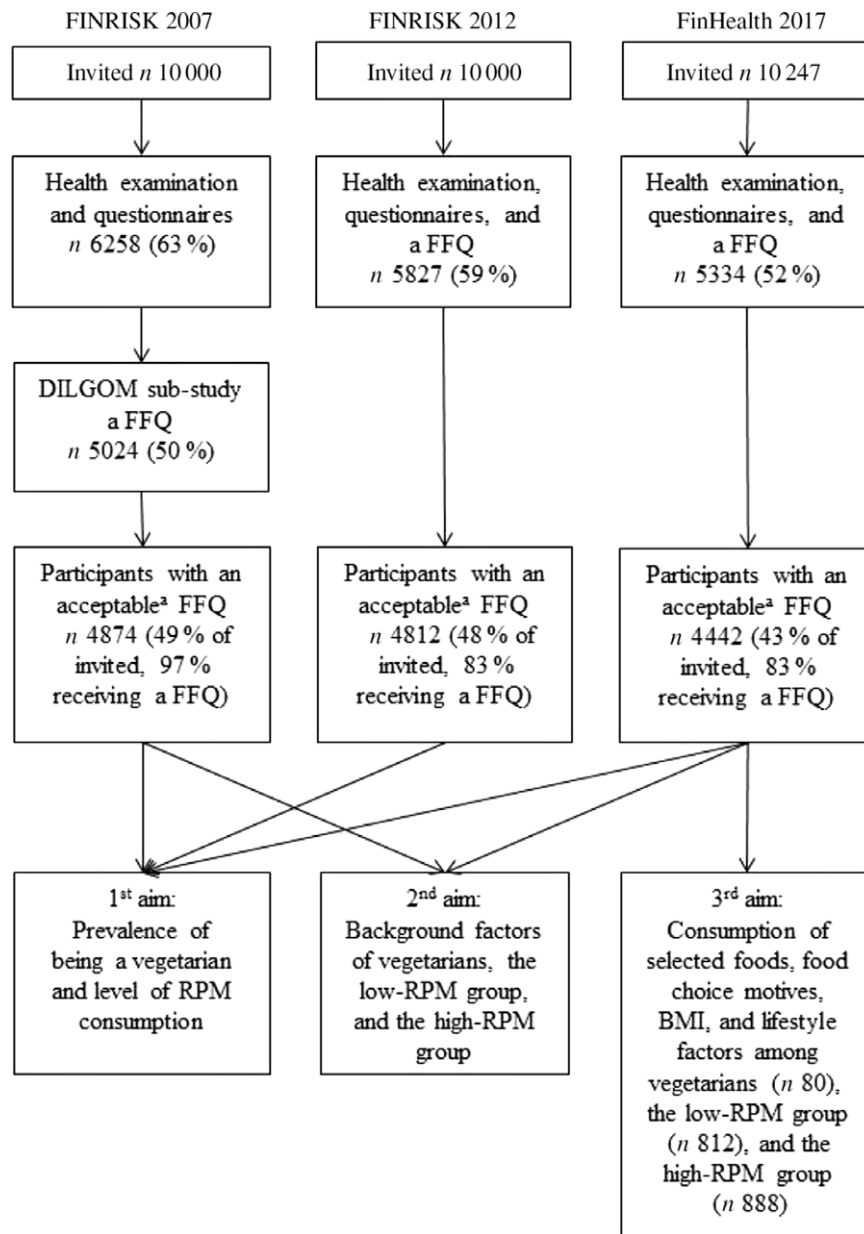 FINRISK 2007
Invited n 10 000
Health examination
and questionnaires
n 6258 (63 %)
DILGOM sub-study
a FFQ
n 5024 (50 %)
Participants with an
acceptableᵃ FFQ
n 4874 (49 % of
invited, 97 %
receiving a FFQ)
FINRISK 2012
Invited n 10 000
Health examination,
questionnaires, and
a FFQ
n 5827 (59 %)
Participants with an
acceptableᵃ FFQ
n 4812 (48 % of
invited, 83 %
receiving a FFQ)
FinHealth 2017
Invited n 10 247
Health examination,
questionnaires, and
a FFQ
n 5334 (52 %)
Participants with an
acceptableᵃ FFQ
n 4442 (43 % of
invited, 83 %
receiving a FFQ)
1st aim:
Prevalence of
being a vegetarian
and level of RPM
consumption
2nd aim:
Background factors
of vegetarians, the
low-RPM group,
and the high-RPM
group
3rd aim:
Consumption of
selected foods, food
choice motives,
BMI, and lifestyle
factors among
vegetarians (n 80),
the low-RPM group
(n 812), and the
high-RPM group
(n 888)